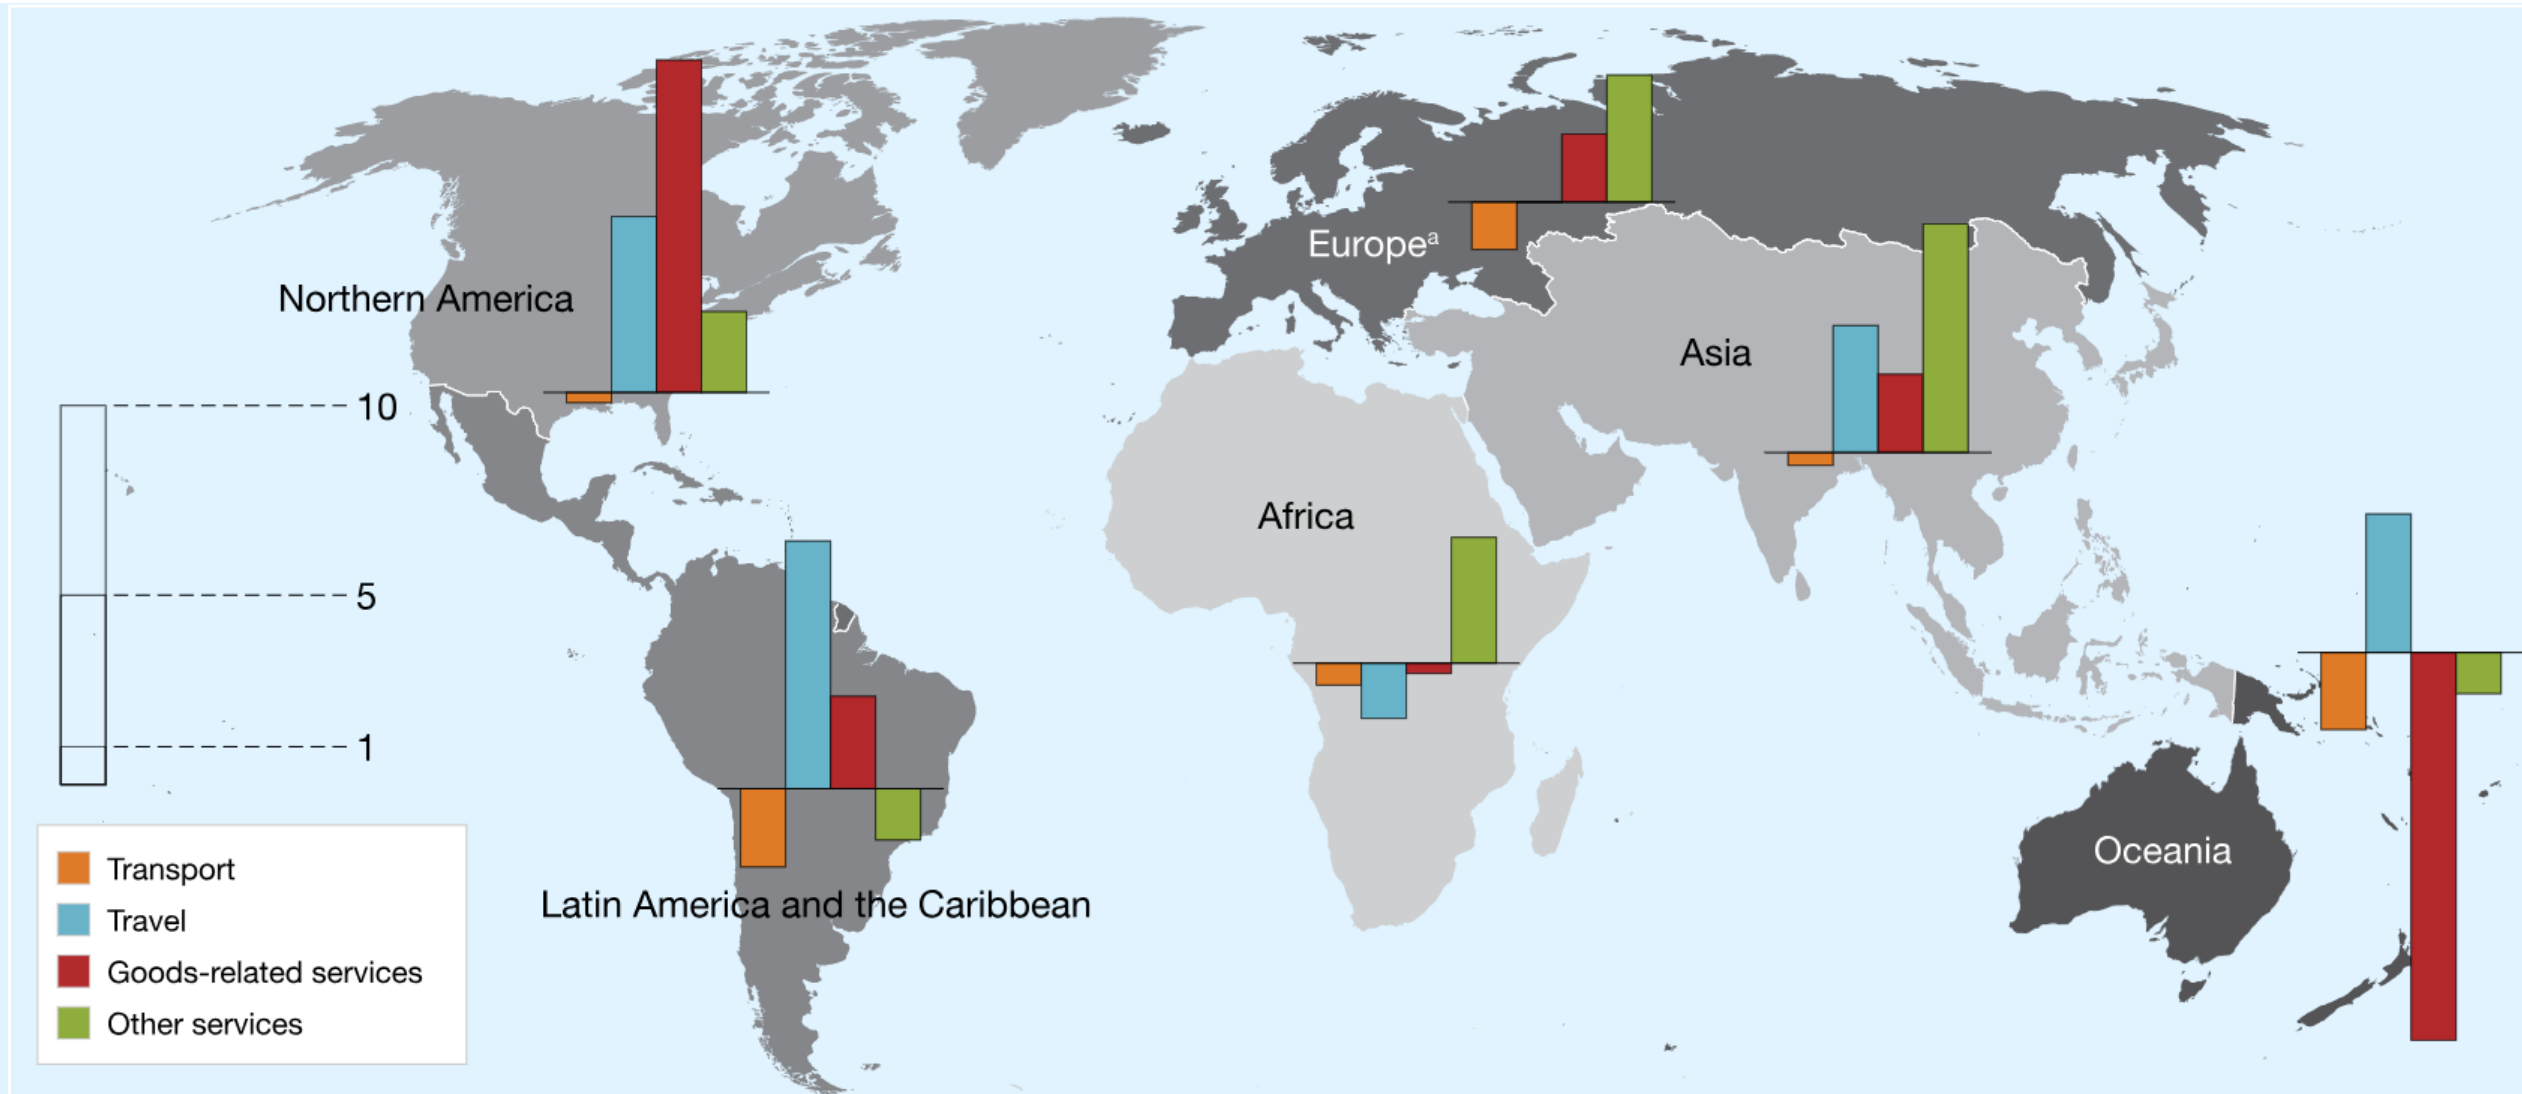 Northern America
Europeᵃ
Asia
10
Africa
5
1
Oceania
Latin America and the Caribbean
Transport
Travel
Goods-related services
Other services